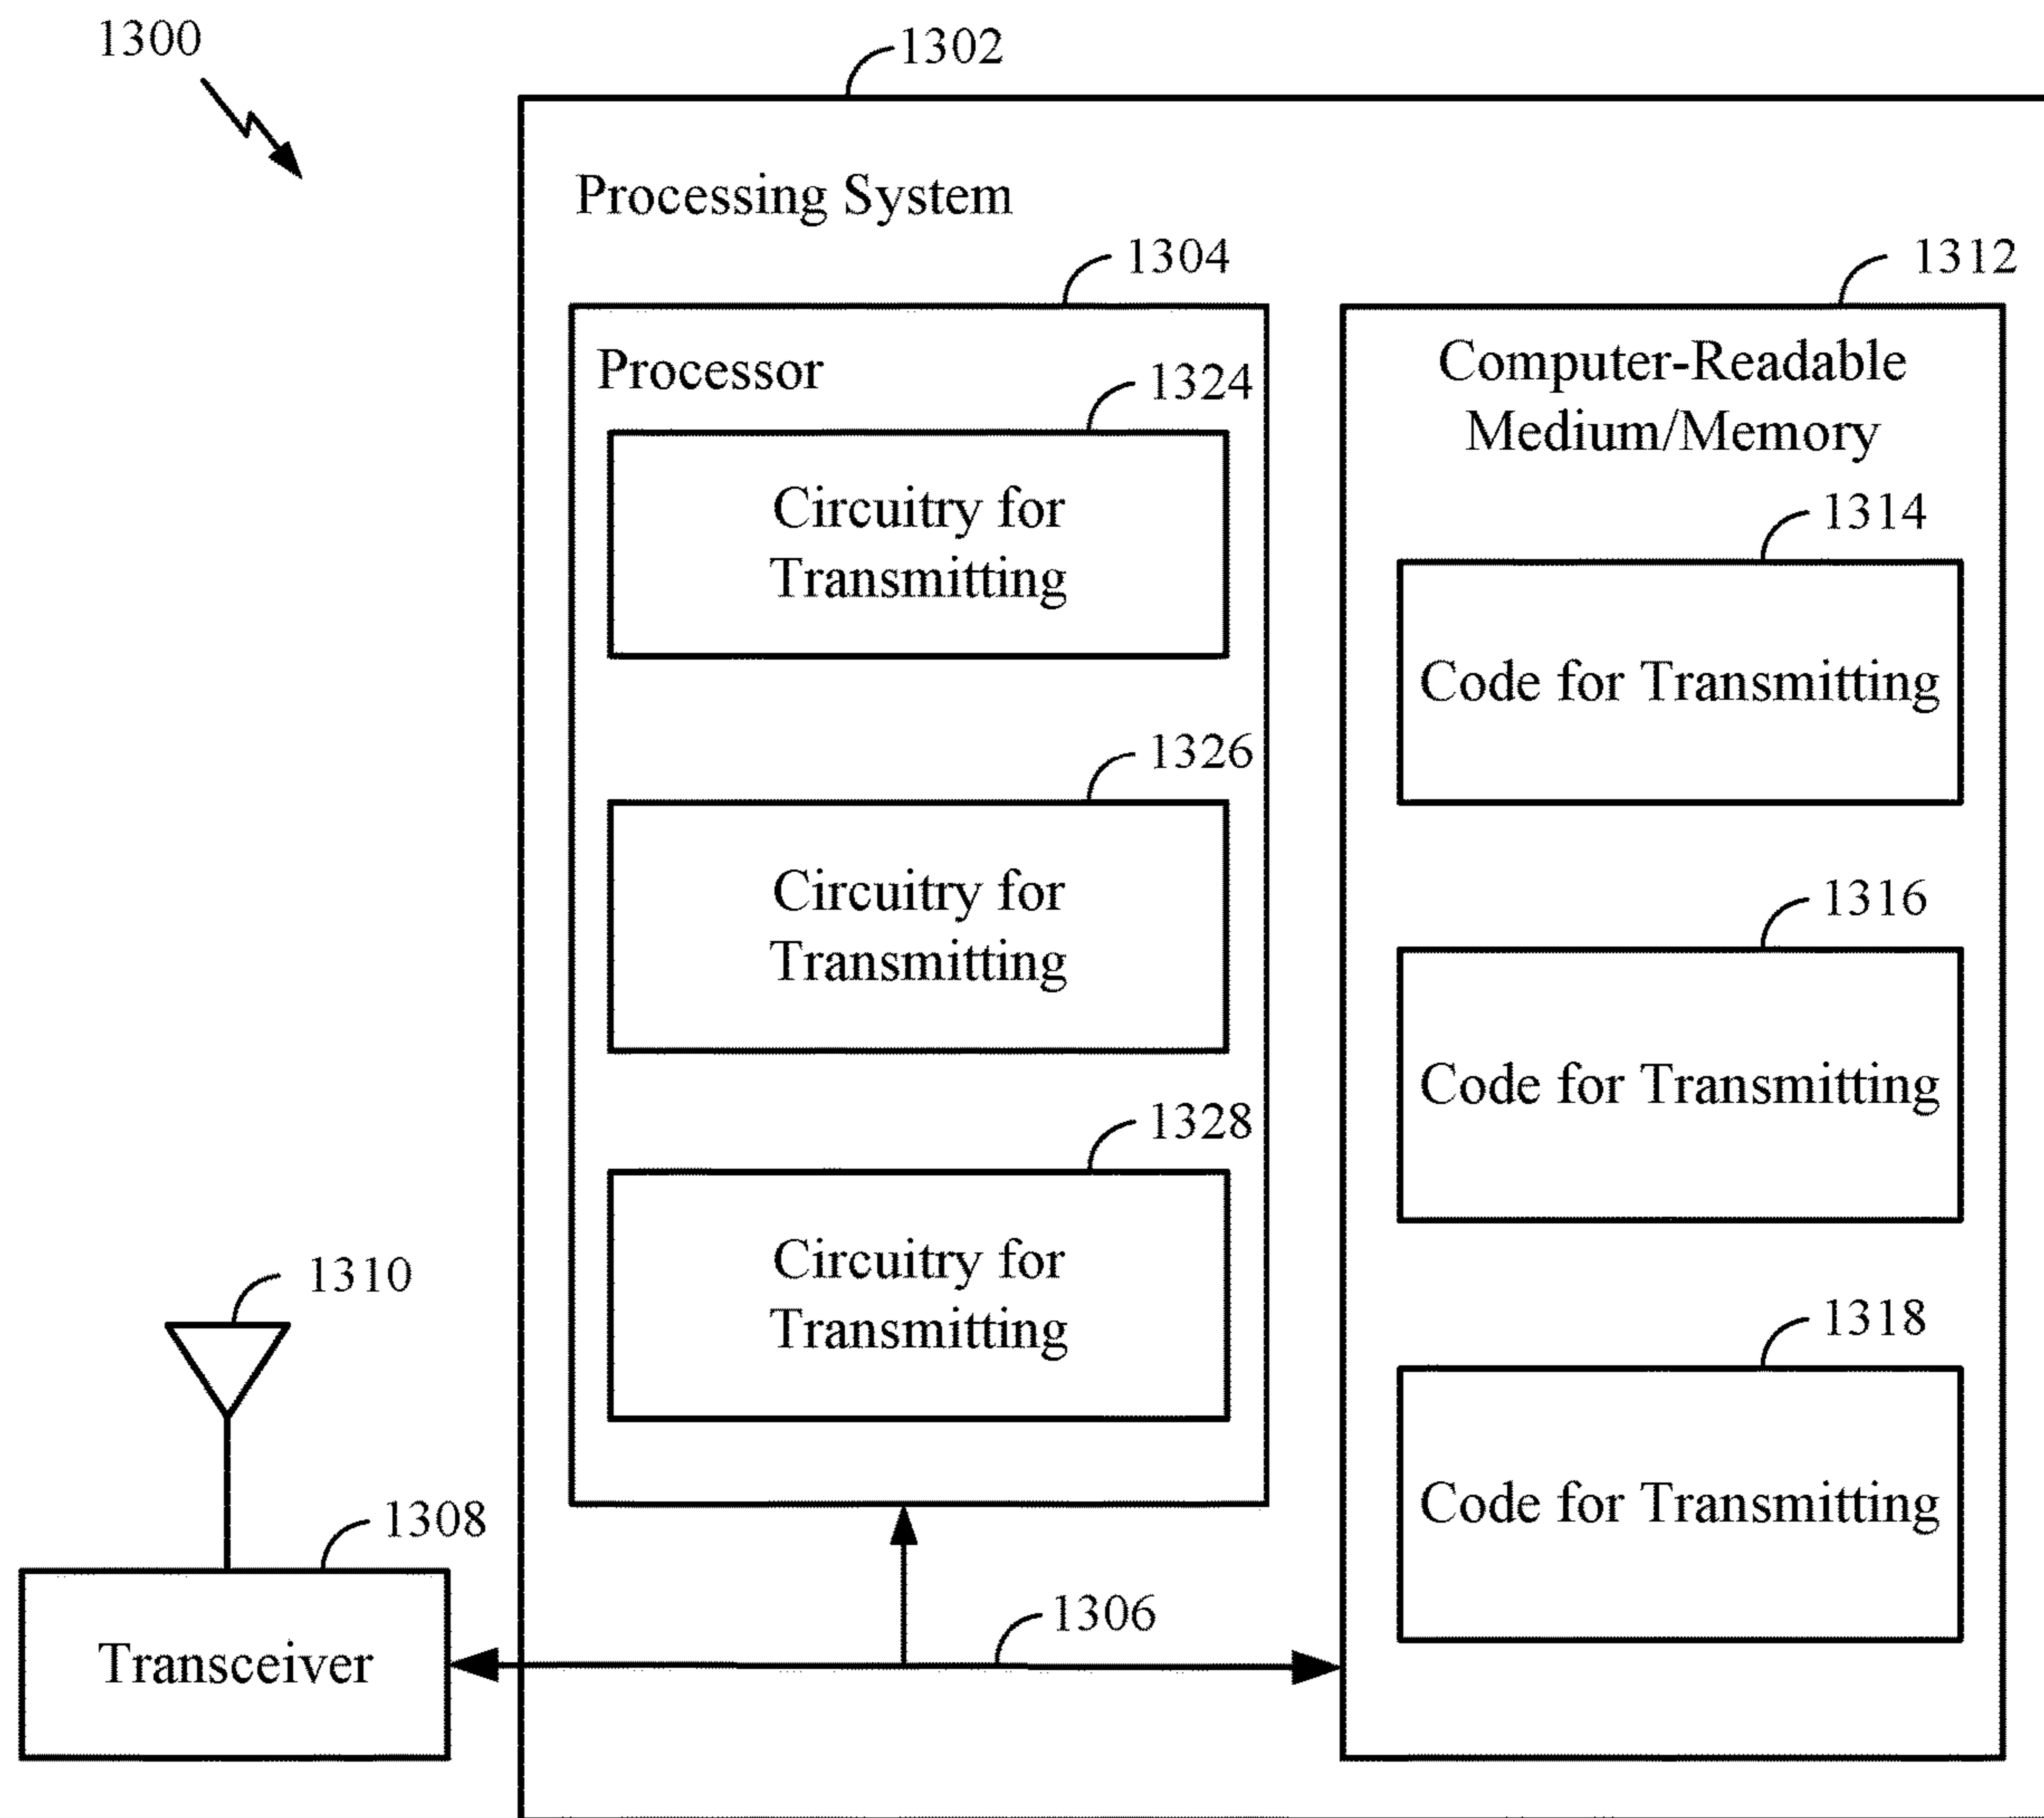 1300
1302
Processing System
1304
1312
Processor
Computer-Readable
Medium/Memory
1324
Circuitry for
Transmitting
1314
Code for Transmitting
1326
Circuitry for
Transmitting
1316
Code for Transmitting
1328
Circuitry for
Transmitting
1318
Code for Transmitting
1310
1308
Transceiver
1306